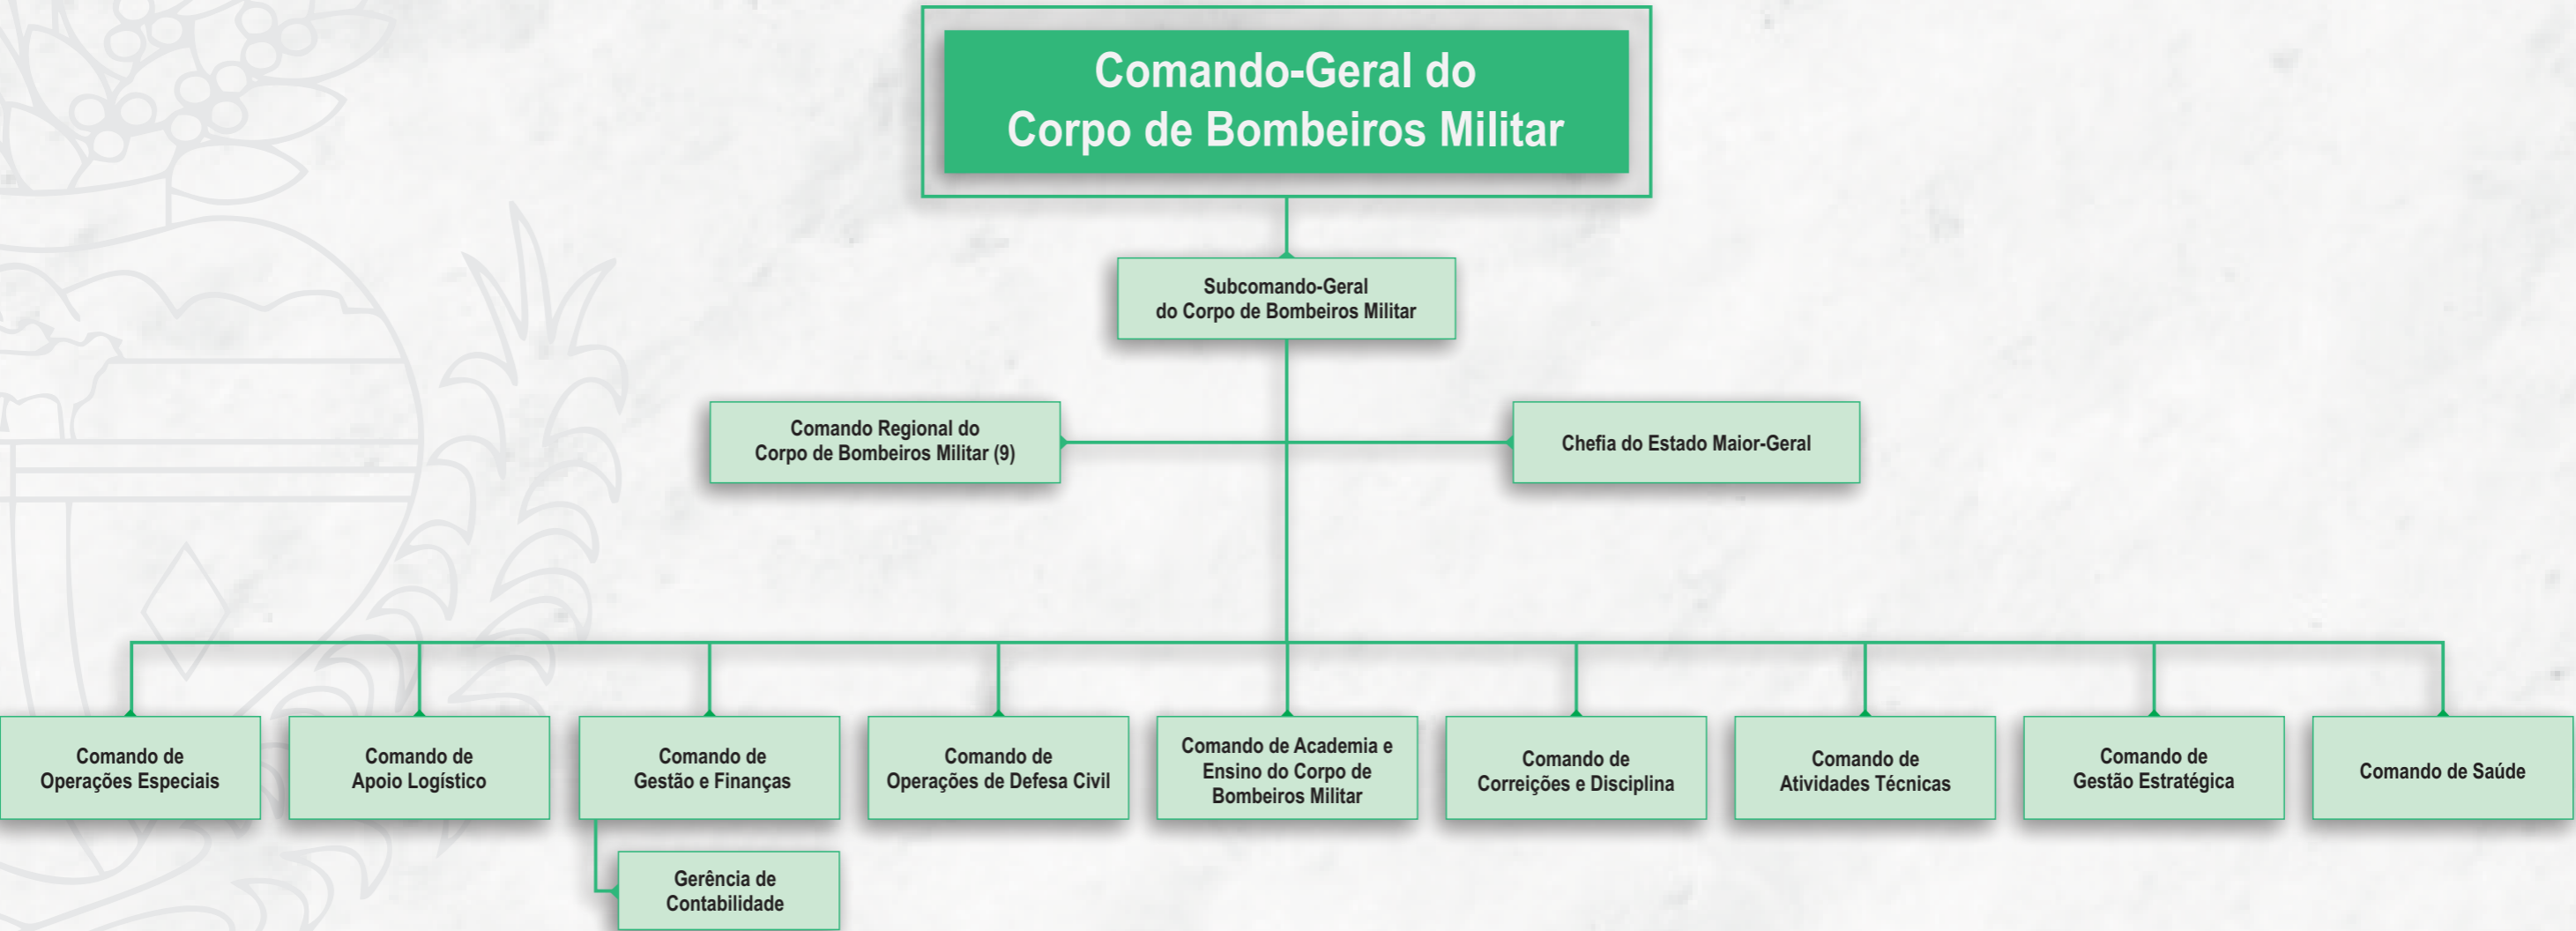 Comando-Geral do
Corpo de Bombeiros Militar
Subcomando-Geral
do Corpo de Bombeiros Militar
Comando Regional do
Corpo de Bombeiros Militar (9)
Chefia do Estado Maior-Geral
Comando de
Operações Especiais
Comando de
Apoio Logístico
Comando de
Gestão e Finanças
Comando de
Operações de Defesa Civil
Comando de Academia e
Ensino do Corpo de
Bombeiros Militar
Comando de
Correições e Disciplina
Comando de
Atividades Técnicas
Comando de
Gestão Estratégica
Comando de Saúde
Gerência de
Contabilidade